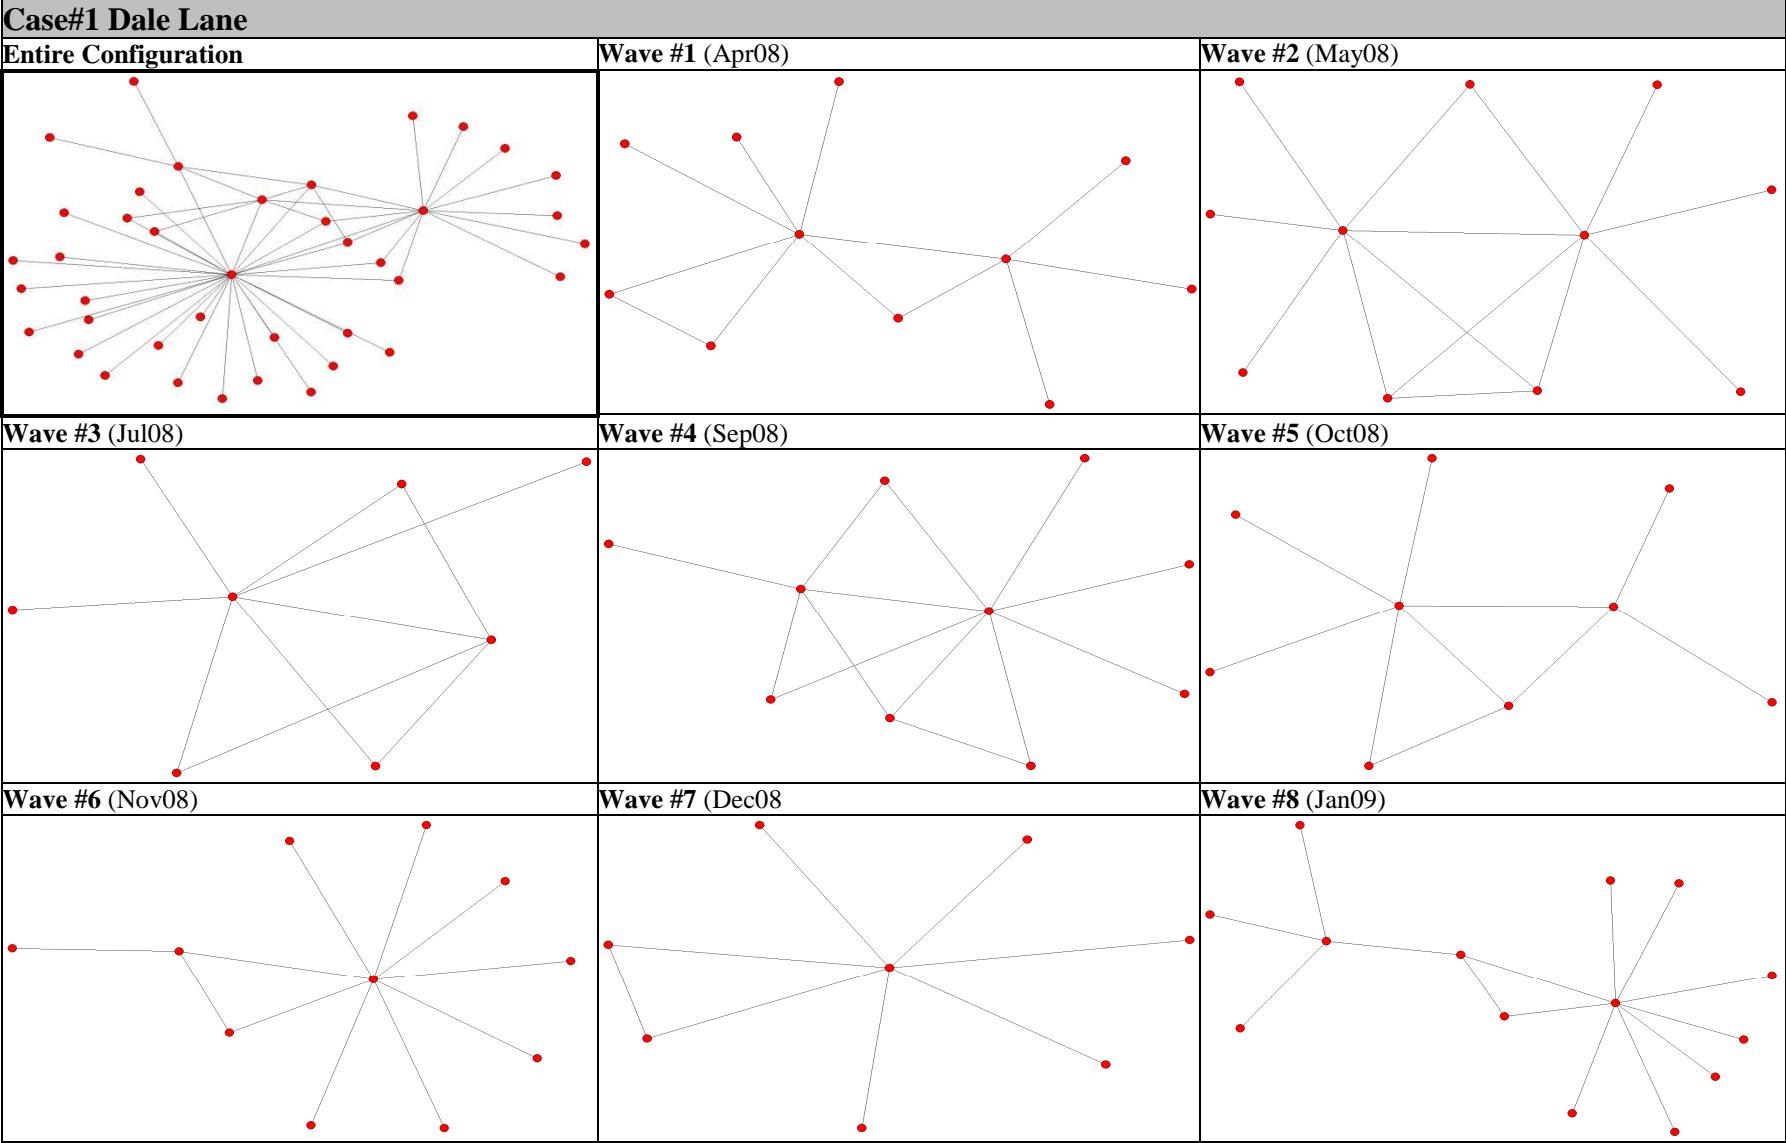 Case#1 Dale Lane
Entire Configuration
Wave #1 (Apr08)
Wave #2 (May08)
Wave #3 (Jul08)
Wave #4 (Sep08)
Wave #5 (Oct08)
Wave #6 (Nov08)
Wave #7 (Dec08
Wave #8 (Jan09)